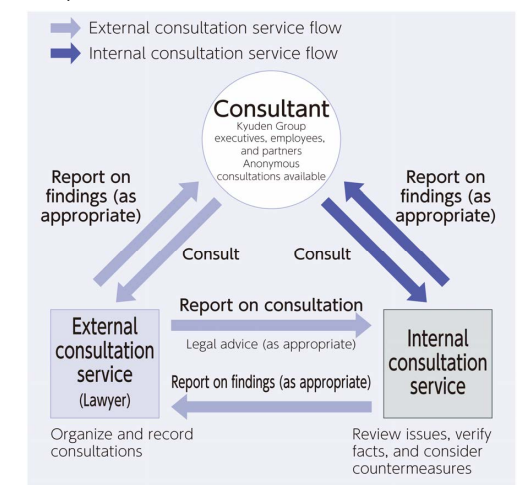 External consultation service flow
Internal consultation service flow
Consultant
Kyuden Group
executives, employees,
and partners
Anonymous
consultations available
Report on
findings (as
appropriate)
Report on
findings (as
appropriate)
Consult
Consult
Report on consultation
Legal advice (as appropriate)
Report on findings (as appropriate)
External
consultation
service
(Lawyer)
Internal
consultation
service
Organize and record
consultations
Review issues, verify
facts, and consider
countermeasures